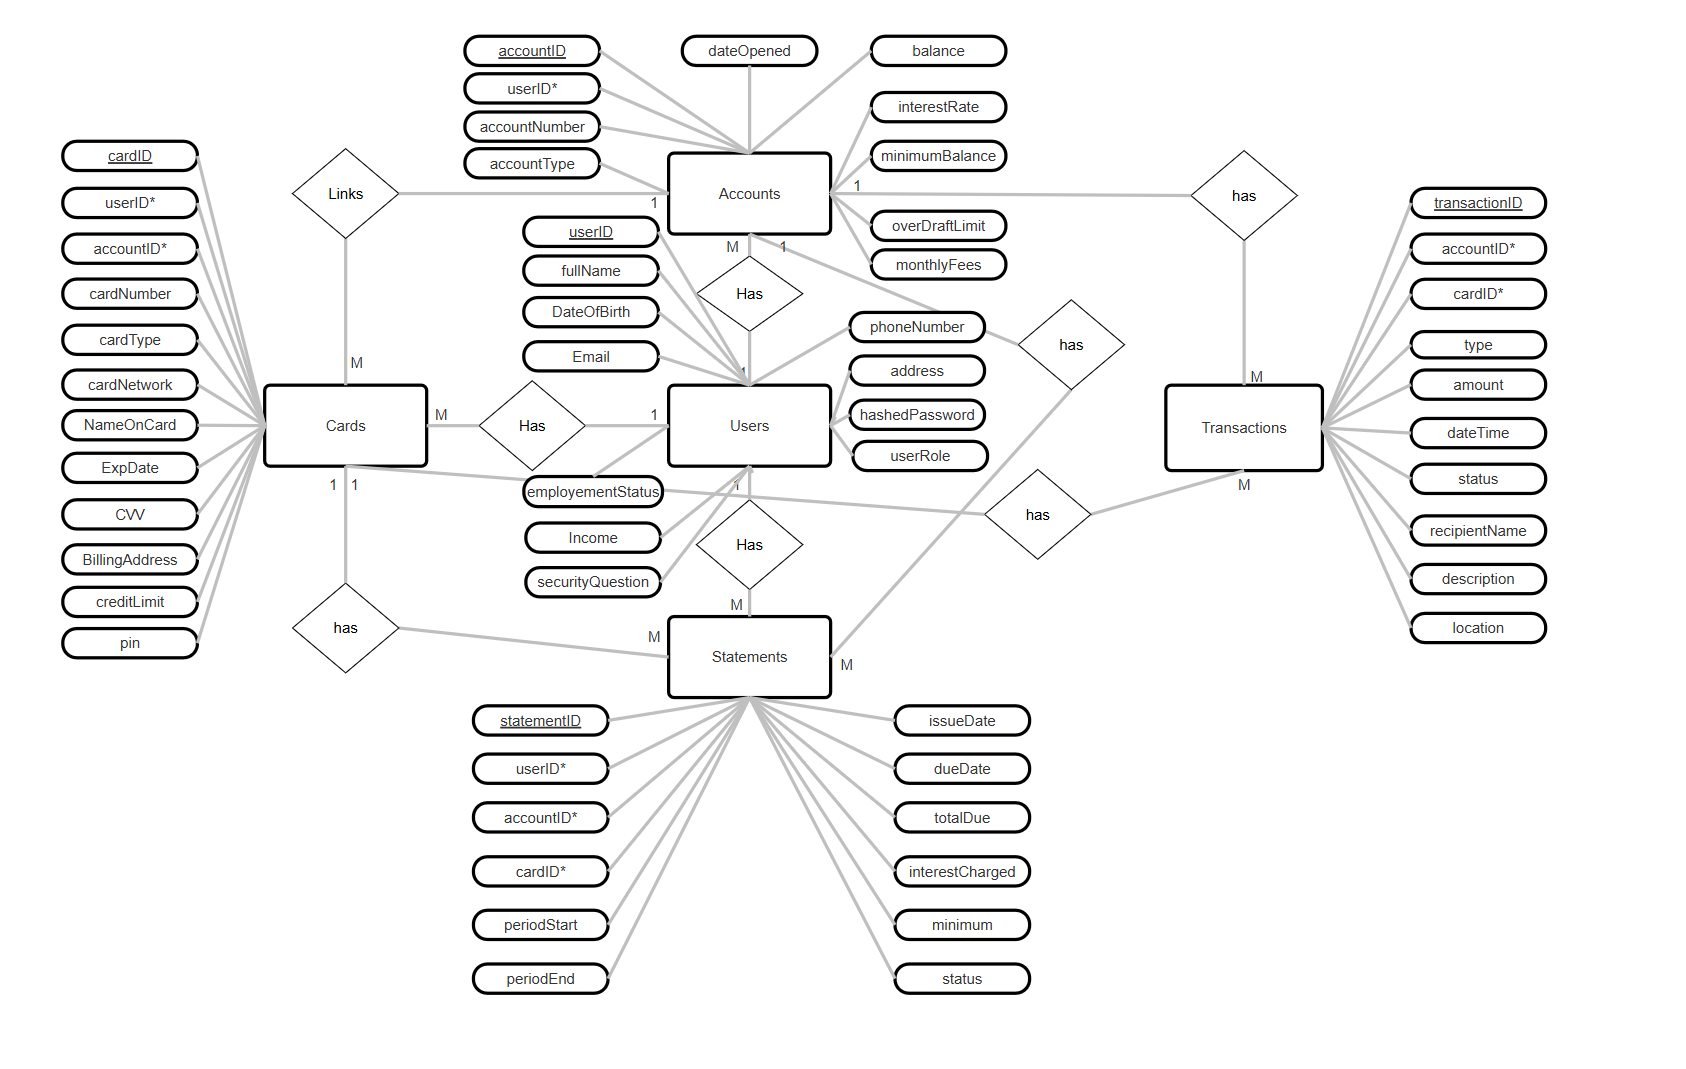 accountID
dateOpened
balance
userID*
interestRate
accountNumber
cardID
minimumBalance
accountType
Links
Accounts
1
has
userID*
1
transactionID
overDraftLimit
userID
accountID*
M
1
accountID*
monthlyFees
fullName
cardNumber
Has
cardID*
DateOfBirth
phoneNumber
cardType
has
type
Email
M
address
1
M
cardNetwork
amount
M
1
hashedPassword
NameOnCard
Has
Cards
Users
Transactions
dateTime
userRole
ExpDate
status
1
1
employementStatus
1
M
CVV
has
recipientName
Income
Has
BillingAddress
securityQuestion
description
creditLimit
M
has
location
pin
M
Statements
M
statementID
issueDate
userID*
dueDate
accountID*
totalDue
cardID*
interestCharged
periodStart
minimum
periodEnd
status